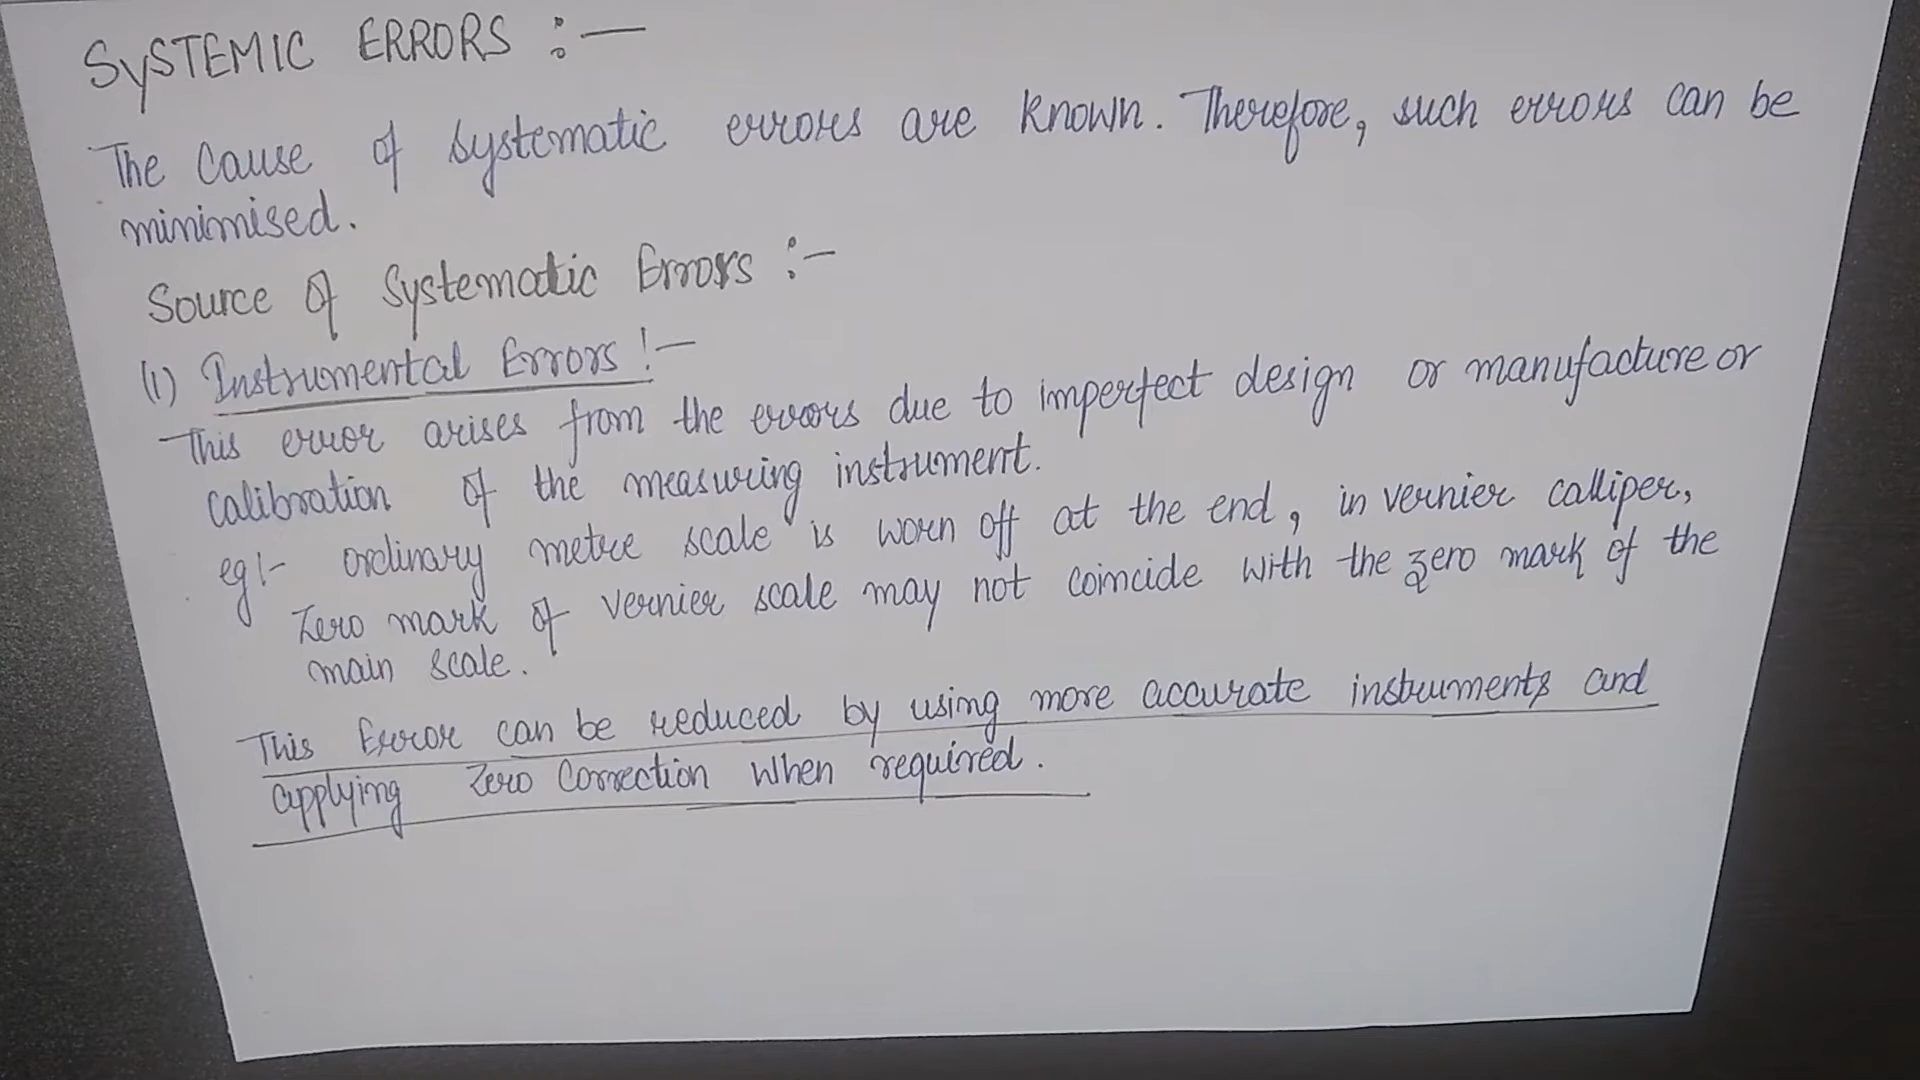 SYSTEMIC ERRORS :-
The Cause of systematic errors are known. Therefore, such errors can be
minimised.
Source of Systematic Errors :-
(1) Instrumental Errors :-
This error arises from the errors due to imperfect design or manufacture or
calibration of the measuring instrument.
eg:- ordinary metre scale is worn off at the end, in vernier calliper,
Zero mark of vernier scale may not coincide with the zero mark of the
main scale.
This Error can be reduced by using more accurate instruments and
applying Zero Correction when required.